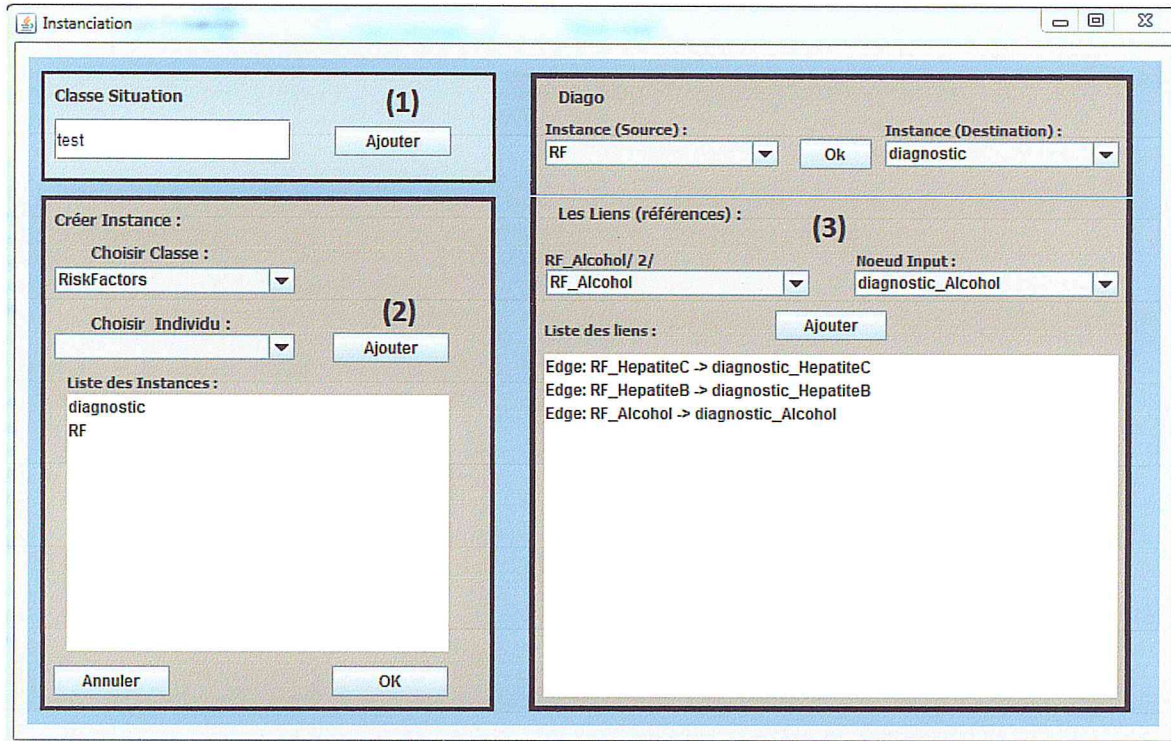 Instanciation
Classe Situation
(1)
test
Ajouter
Créer Instance :
Choisir Classe :
RiskFactors
Choisir Individu :
(2)
Ajouter
Liste des Instances :
diagnostic
RF
Annuler
OK
Diago
Instance (Source) :
Instance (Destination) :
RF
Ok
diagnostic
Les Liens (références) :
(3)
RF_Alcohol/ 2/
Noeud Input :
RF_Alcohol
diagnostic_Alcohol
Ajouter
Liste des liens :
Edge: RF_HepatiteC -> diagnostic_HepatiteC
Edge: RF_HepatiteB -> diagnostic_HepatiteB
Edge: RF_Alcohol -> diagnostic_Alcohol